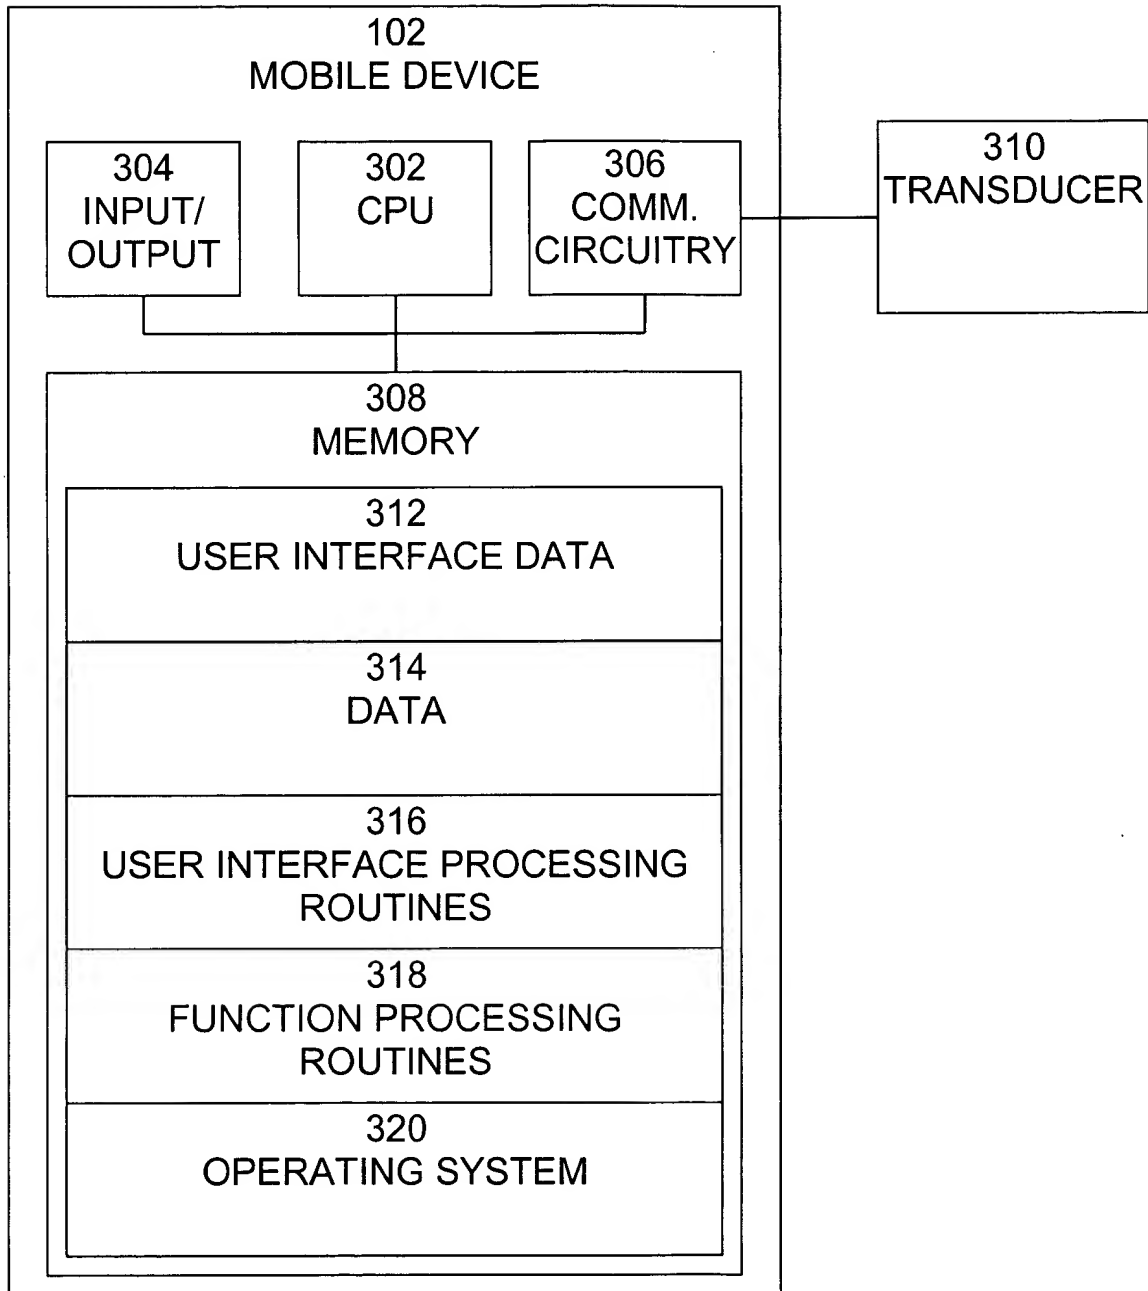 102
MOBILE DEVICE
304
INPUT/
OUTPUT
302
CPU
306
COMM.
CIRCUITRY
310
TRANSDUCER
308
MEMORY
312
USER INTERFACE DATA
314
DATA
316
USER INTERFACE PROCESSING
ROUTINES
318
FUNCTION PROCESSING
ROUTINES
320
OPERATING SYSTEM